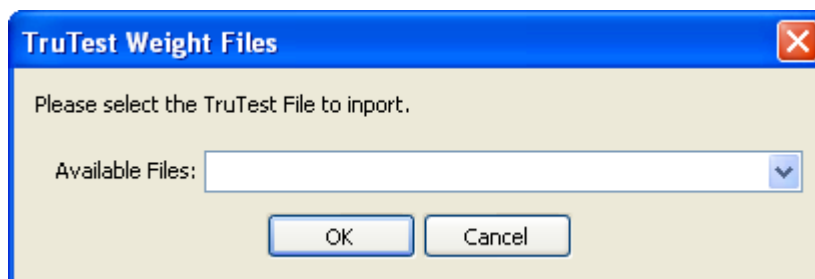 TruTest Weight Files
Please select the TruTest File to inport.
Available Files:
OK Cancel